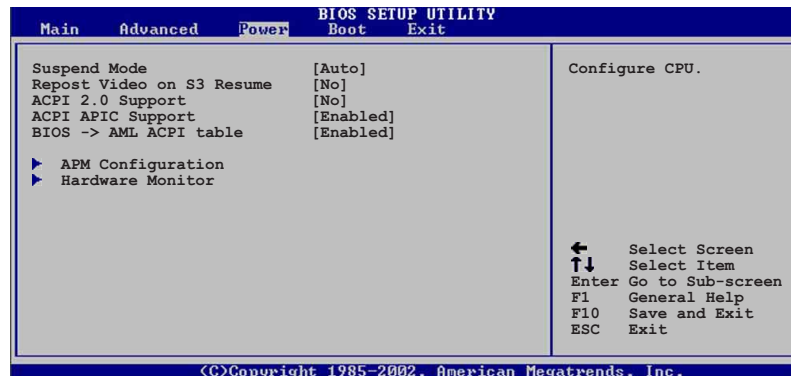 BIOS SETUP UTILITY
Main Advanced Power Boot Exit
Suspend Mode [Auto]
Repost Video on S3 Resume [No]
ACPI 2.0 Support [No]
ACPI APIC Support [Enabled]
BIOS -> AML ACPI table [Enabled]
APM Configuration
Hardware Monitor
Configure CPU.
← Select Screen
↑↓ Select Item
Enter Go to Sub-screen
F1 General Help
F10 Save and Exit
ESC Exit
(C)Copyright 1985-2002, American Megatrends, Inc.